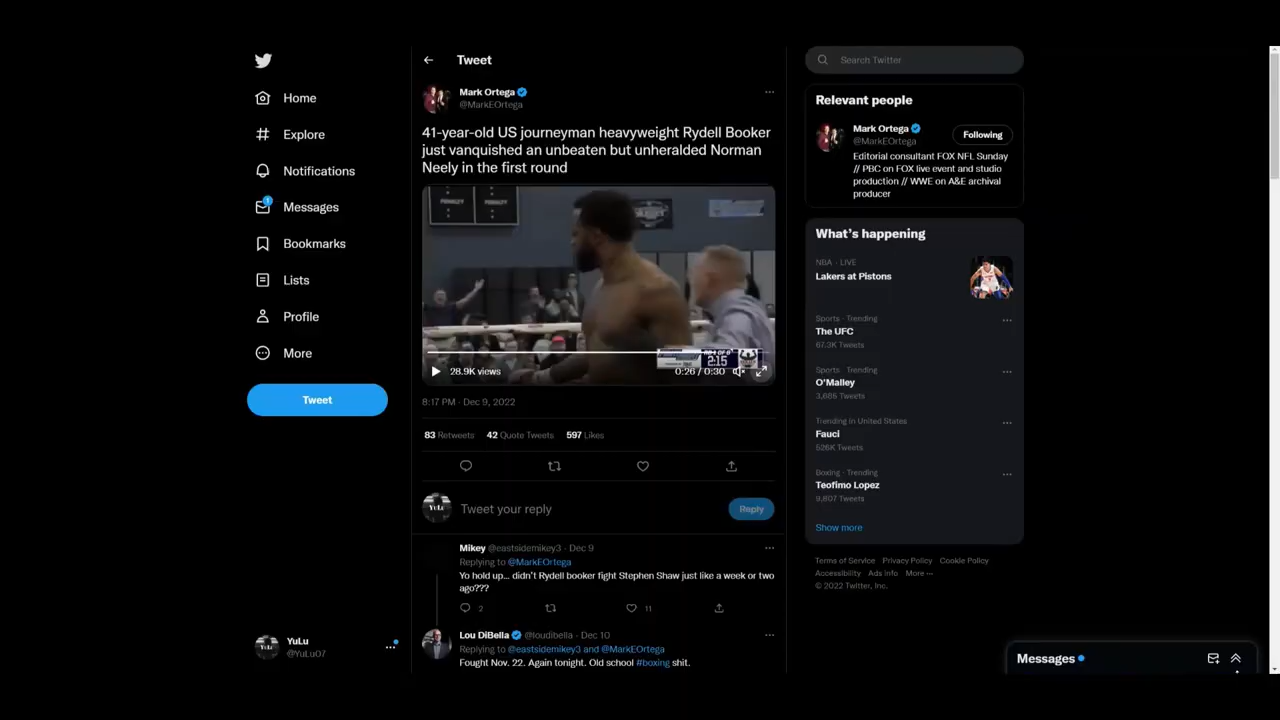 Home
Explore
Notifications
1
Messages
Bookmarks
Lists
Profile
More
Tweet
YuLu
@YuLu07
Tweet
Mark Ortega
@MarkEOrtega
41-year-old US journeyman heavyweight Rydell Booker
just vanquished an unbeaten but unheralded Norman
Neely in the first round
PENALTY PENALTY
2:15
28.9K views 0:26 / 0:30
8:17 PM · Dec 9, 2022
83 Retweets 42 Quote Tweets 597 Likes
YuLu
Tweet your reply
Reply
Mikey @eastsidemikey3 · Dec 9
Replying to @MarkEOrtega
Yo hold up... didn't Rydell booker fight Stephen Shaw just like a week or two
ago???
2 11
Lou DiBella @loudibella · Dec 10
Replying to @eastsidemikey3 and @MarkEOrtega
Fought Nov. 22. Again tonight. Old school #boxing shit.
Search Twitter
Relevant people
Mark Ortega
@MarkEOrtega
Following
Editorial consultant FOX NFL Sunday
// PBC on FOX live event and studio
production // WWE on A&E archival
producer
What's happening
NBA · LIVE
Lakers at Pistons
Sports · Trending
The UFC
67.3K Tweets
Sports · Trending
O'Malley
3,685 Tweets
Trending in United States
Fauci
526K Tweets
Boxing · Trending
Teofimo Lopez
9,807 Tweets
Show more
Terms of Service Privacy Policy Cookie Policy
Accessibility Ads info More ···
© 2022 Twitter, Inc.
Messages